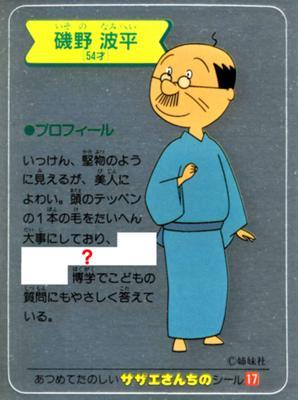 いそ の なみへい
磯野 波平
[54才]
●プロフィール
いっけん、堅物のよう
に見えるが、美人に
よわい。頭のテッペン
の1本の毛をたいへん
大事にしており、
?
博学でこどもの
質問にもやさしく答えて
いる。
©姉妹社
あつめてたのしい サザエさんちの シール 17